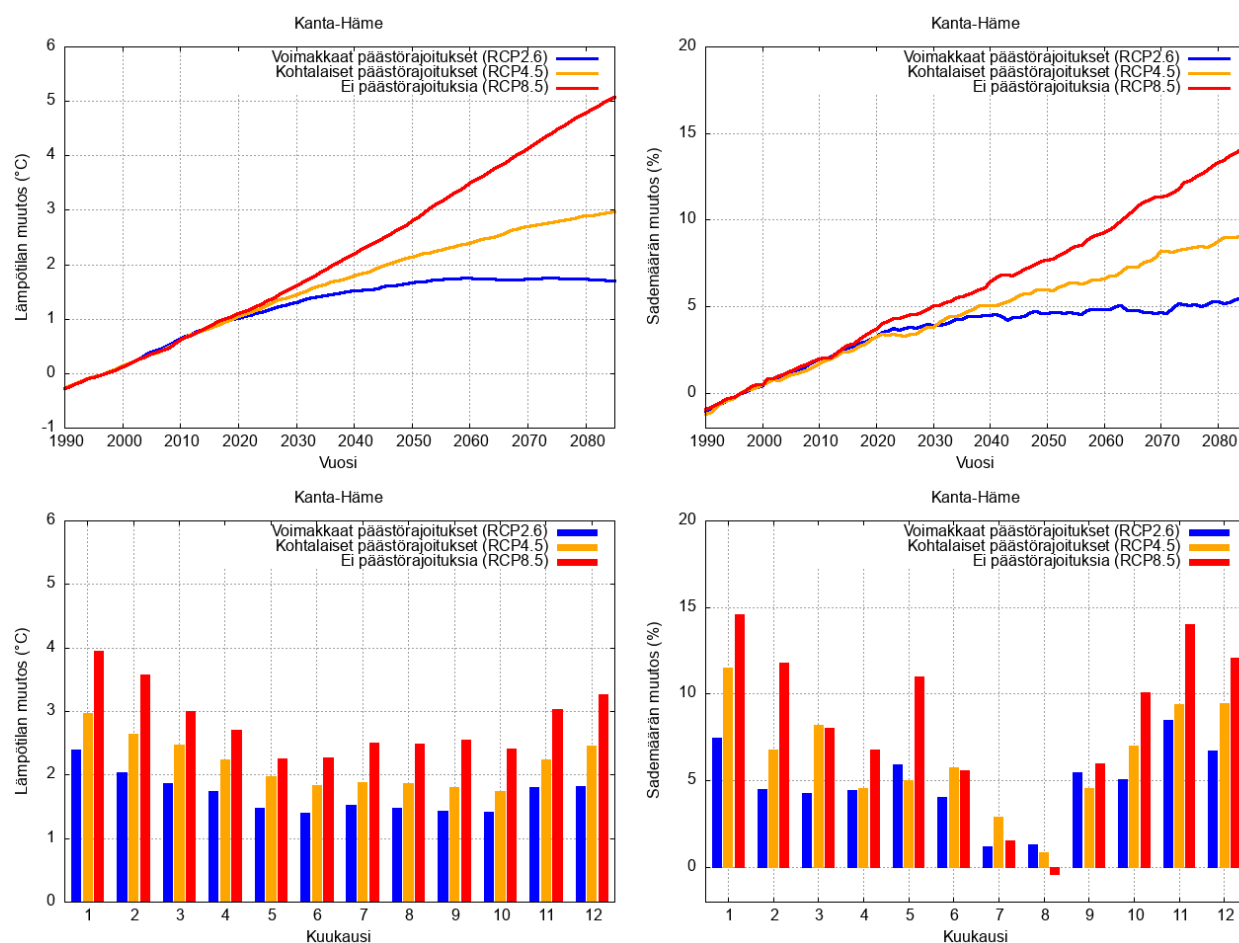 Kanta-Häme
Voimakkaat päästörajoitukset (RCP2.6)
Kohtalaiset päästörajoitukset (RCP4.5)
Ei päästörajoituksia (RCP8.5)
Lämpötilan muutos (°C)
6
5
4
3
2
1
0
-1
1990 2000 2010 2020 2030 2040 2050 2060 2070 2080
Vuosi
Kanta-Häme
Voimakkaat päästörajoitukset (RCP2.6)
Kohtalaiset päästörajoitukset (RCP4.5)
Ei päästörajoituksia (RCP8.5)
Sademäärän muutos (%)
20
15
10
5
0
1990 2000 2010 2020 2030 2040 2050 2060 2070 2080
Vuosi
Kanta-Häme
Voimakkaat päästörajoitukset (RCP2.6)
Kohtalaiset päästörajoitukset (RCP4.5)
Ei päästörajoituksia (RCP8.5)
Lämpötilan muutos (°C)
6
5
4
3
2
1
0
1 2 3 4 5 6 7 8 9 10 11 12
Kuukausi
Kanta-Häme
Voimakkaat päästörajoitukset (RCP2.6)
Kohtalaiset päästörajoitukset (RCP4.5)
Ei päästörajoituksia (RCP8.5)
Sademäärän muutos (%)
20
15
10
5
0
1 2 3 4 5 6 7 8 9 10 11 12
Kuukausi